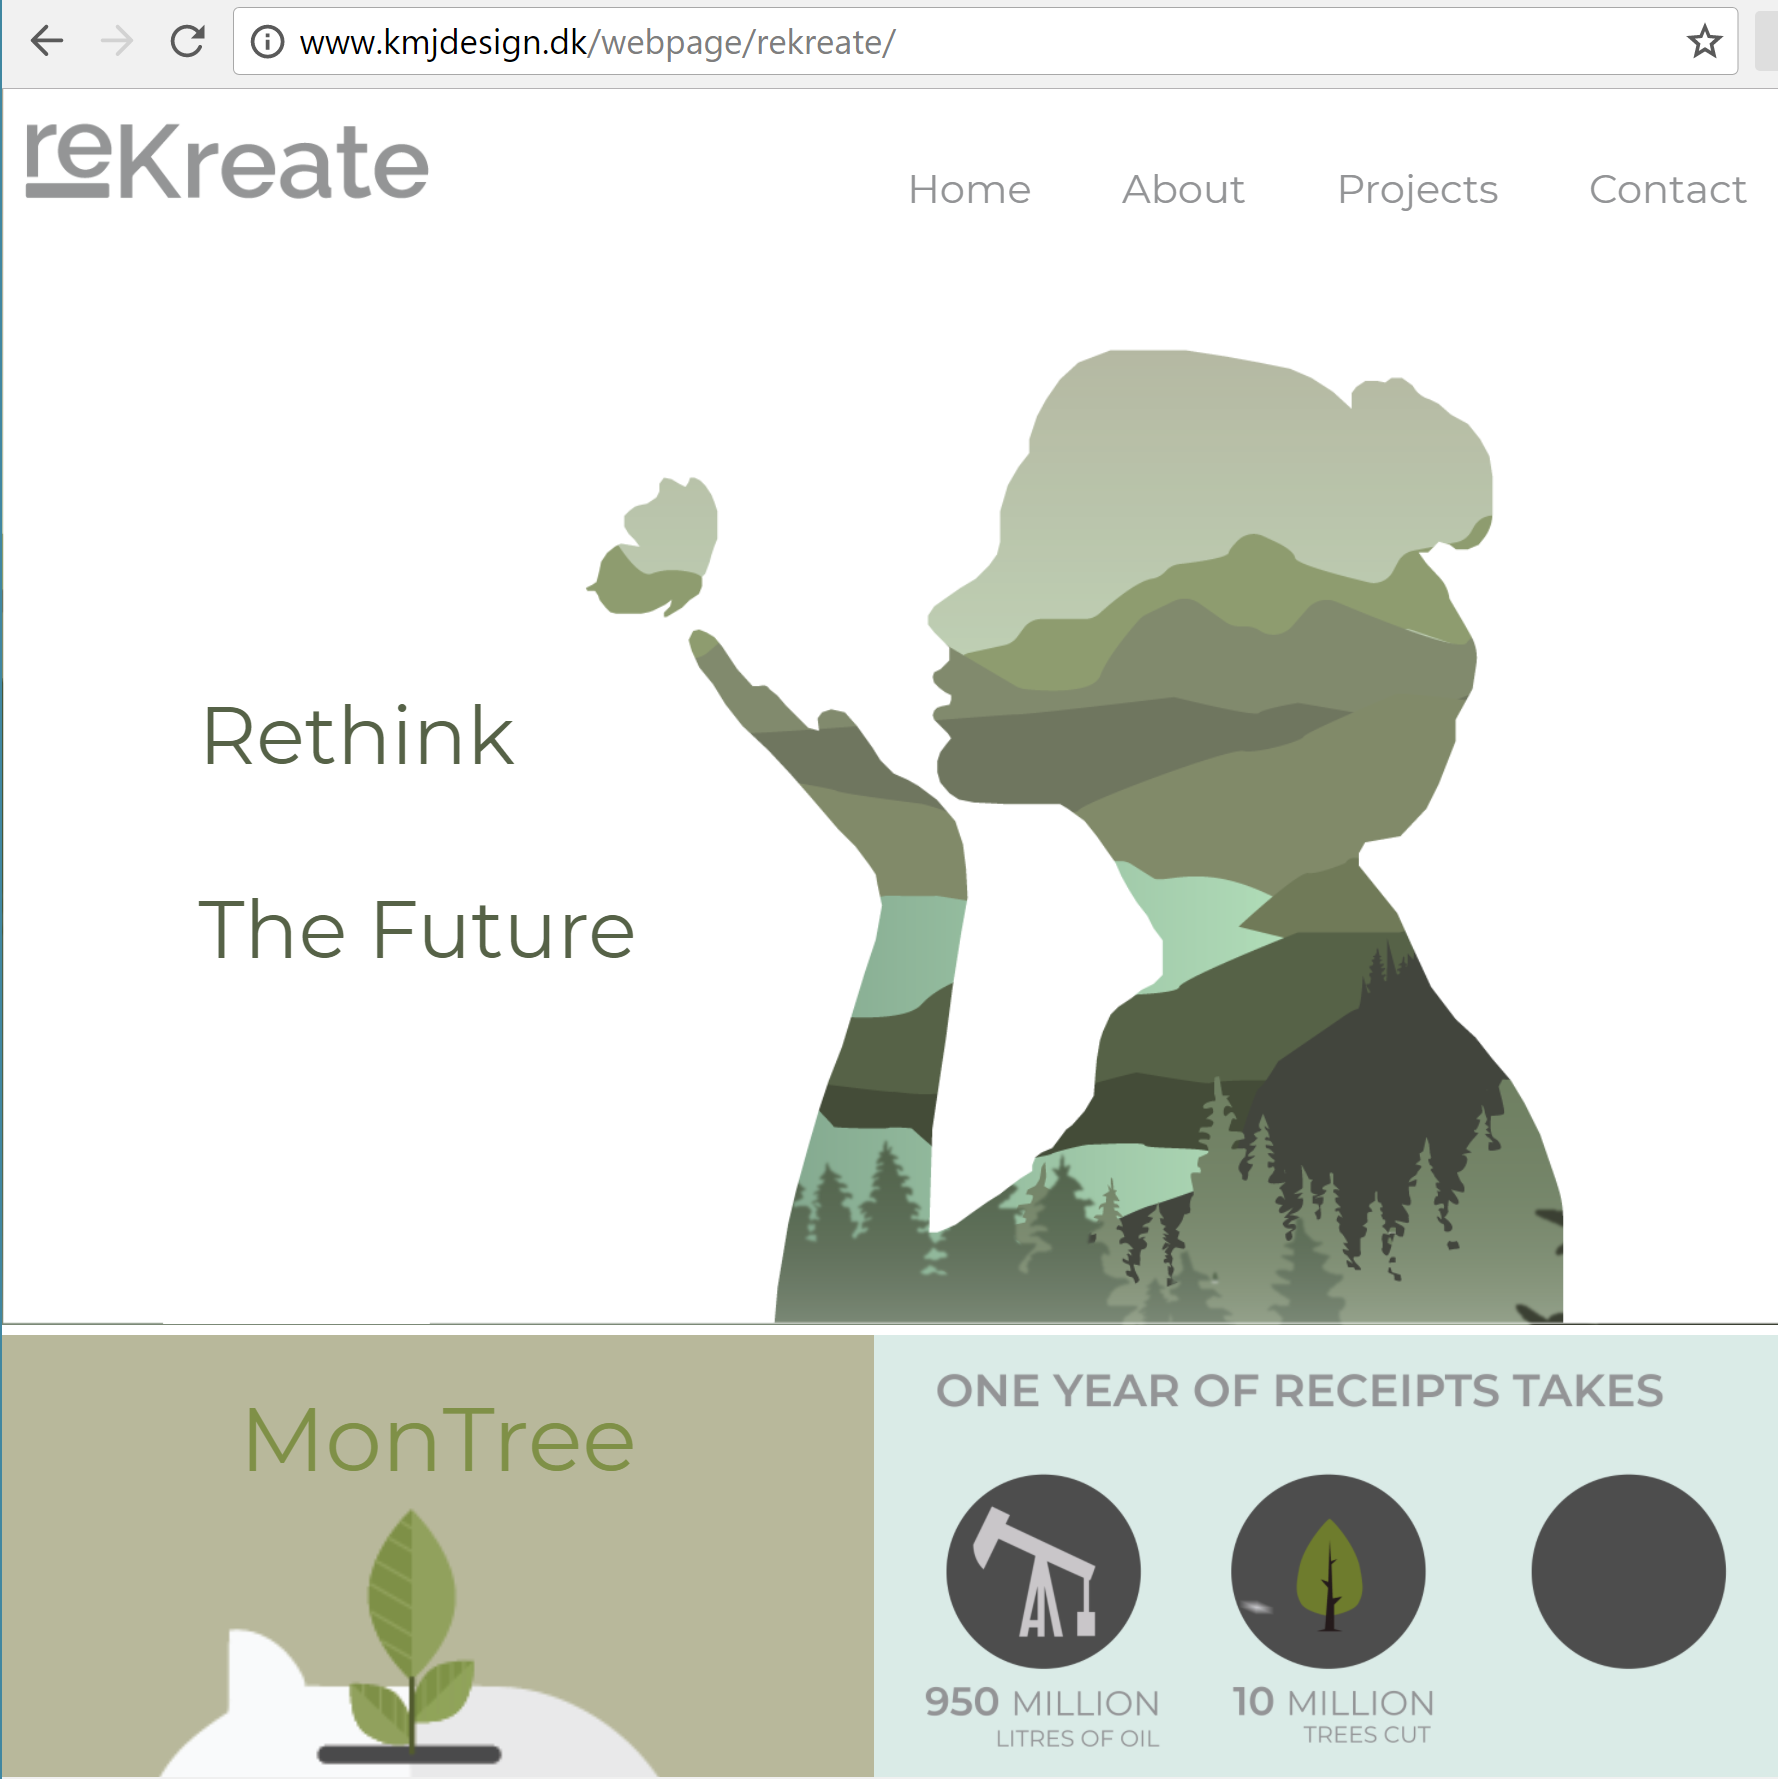 www.kmjdesign.dk/webpage/rekreate/
reKreate
Home About Projects Contact
Rethink
The Future
MonTree
ONE YEAR OF RECEIPTS TAKES
950 MILLION
LITRES OF OIL
10 MILLION
TREES CUT